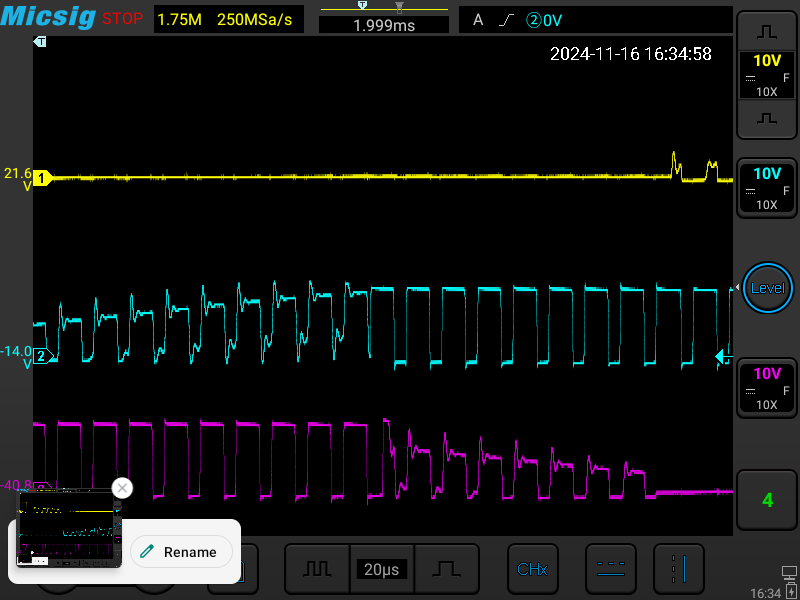 Micsig STOP 1.75M 250MSa/s T 1.999ms A ②0V
T
2024-11-16 16:34:58
10V
F
10X
21.6
V
1
10V
F
10X
Level
-14.0
V
2
10V
F
10X
-40.8
4
Rename
20µs
CHx
16:34